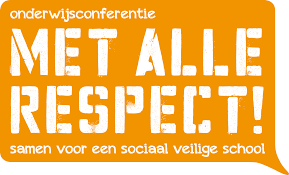 onderwijsconferentie
MET ALLE
RESPECT!
samen voor een sociaal veilige school